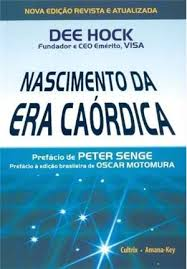 NOVA EDIÇÃO REVISTA E ATUALIZADA
DEE HOCK
Fundador e CEO Emérito, VISA
NASCIMENTO DA
ERA CAÓRDICA
Prefácio de PETER SENGE
Prefácio à edição brasileira de OSCAR MOTOMURA
Cultrix - Amana-Key